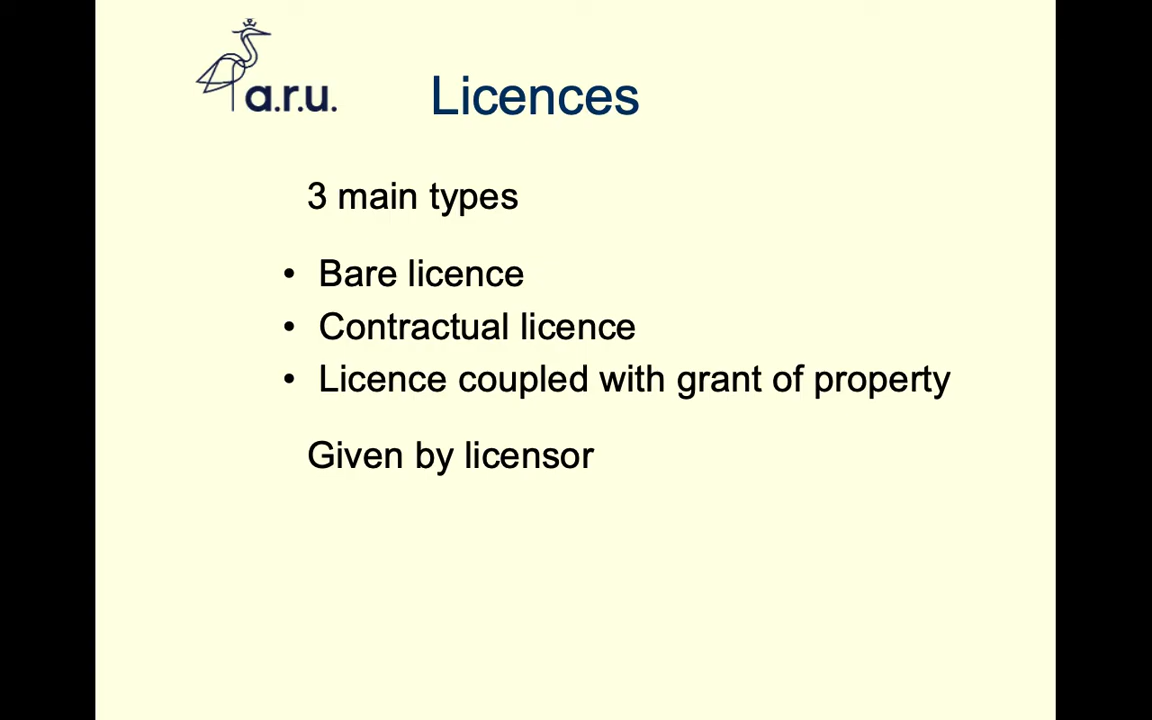 a.r.u.
Licences
3 main types
• Bare licence
• Contractual licence
• Licence coupled with grant of property
Given by licensor